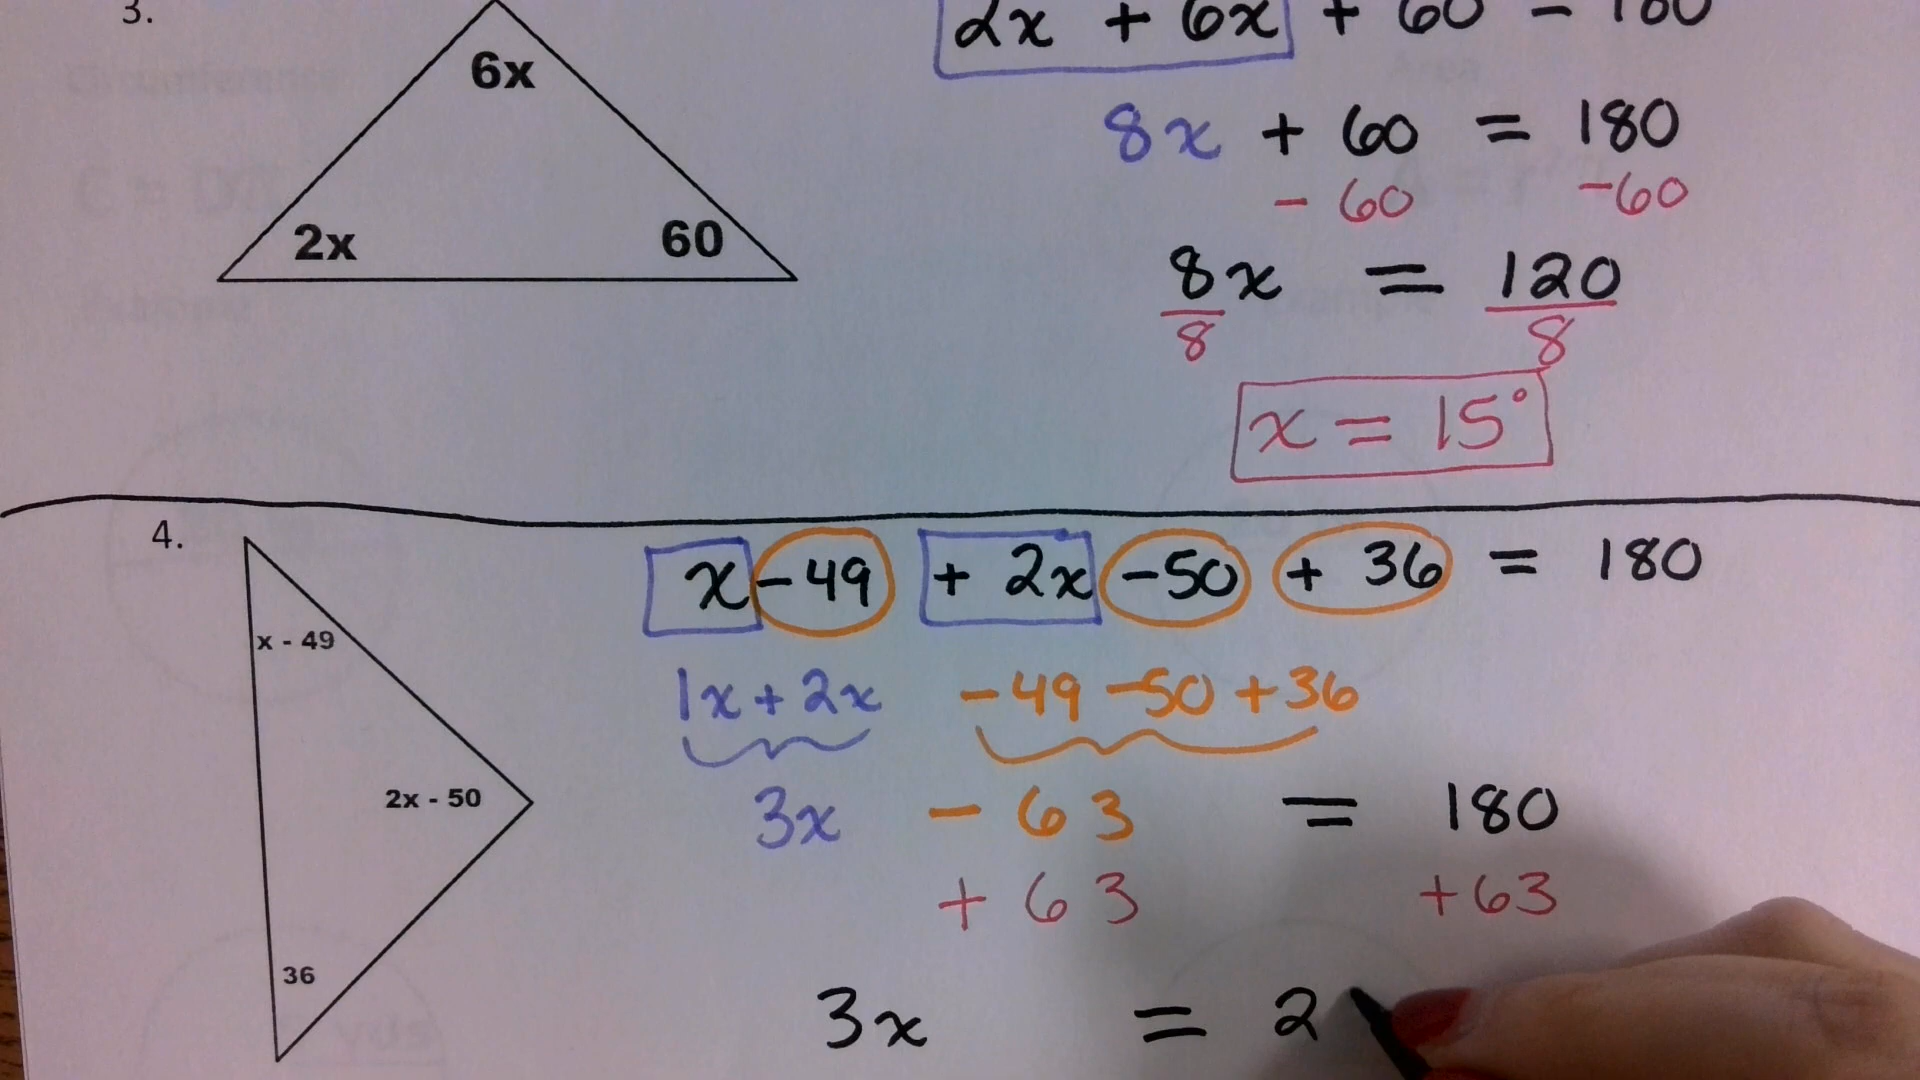 3.
6x
2x
60
2x + 6x + 60 = 180
8x + 60 = 180
- 60 -60
8x = 120
8 8
x = 15°
4.
x - 49
2x - 50
36
x -49 + 2x -50 + 36 = 180
1x + 2x -49 -50 + 36
3x - 63 = 180
+ 63 +63
3x = 2